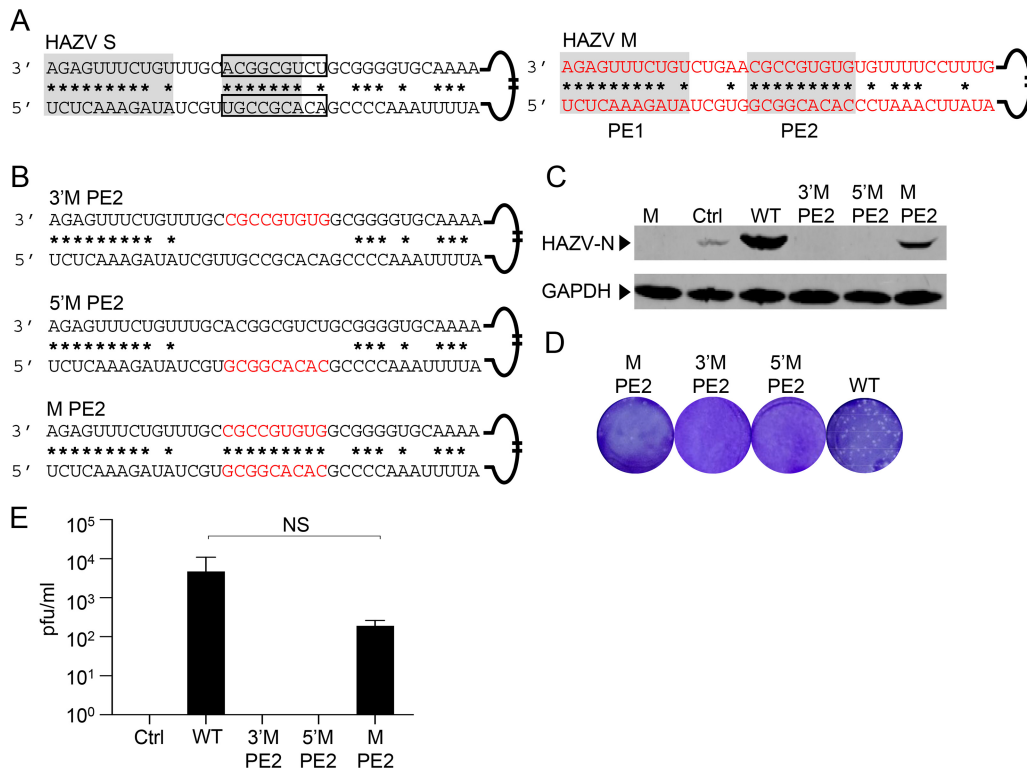 A
HAZV S
3′ AGAGUUUCUGUUUGCACGGCGUCUGCGGGGUGCAAAA
********* * ******* *** * ***
5′ UCUCAAAGAUAUCGUUGCCGCACAGCCCCAAAUUUUA
HAZV M
3′ AGAGUUUCUGUCUGAACGCCGUGUGUGUUUUCCUUUG
********* * * ********* * *** *
5′ UCUCAAAGAUAUCGUGGCGGCACACCCUAAACUUAUA
PE1 PE2
B
3′M PE2
3′ AGAGUUUCUGUUUGCCGCCGUGUGGCGGGGUGCAAAA
********* * *** * ***
5′ UCUCAAAGAUAUCGUUGCCGCACAGCCCCAAAUUUUA
5′M PE2
3′ AGAGUUUCUGUUUGCACGGCGUCUGCGGGGUGCAAAA
********* * *** * ***
5′ UCUCAAAGAUAUCGUGCGGCACACGCCCCAAAUUUUA
M PE2
3′ AGAGUUUCUGUUUGCCGCCGUGUGGCGGGGUGCAAAA
********* * ********* *** * ***
5′ UCUCAAAGAUAUCGUGCGGCACACGCCCCAAAUUUUA
C
M Ctrl WT 3′M PE2 5′M PE2 M PE2
HAZV-N
GAPDH
D
M PE2 3′M PE2 5′M PE2 WT
E
NS
pfu/ml
10⁵
10⁴
10³
10²
10¹
10⁰
Ctrl WT 3′M PE2 5′M PE2 M PE2